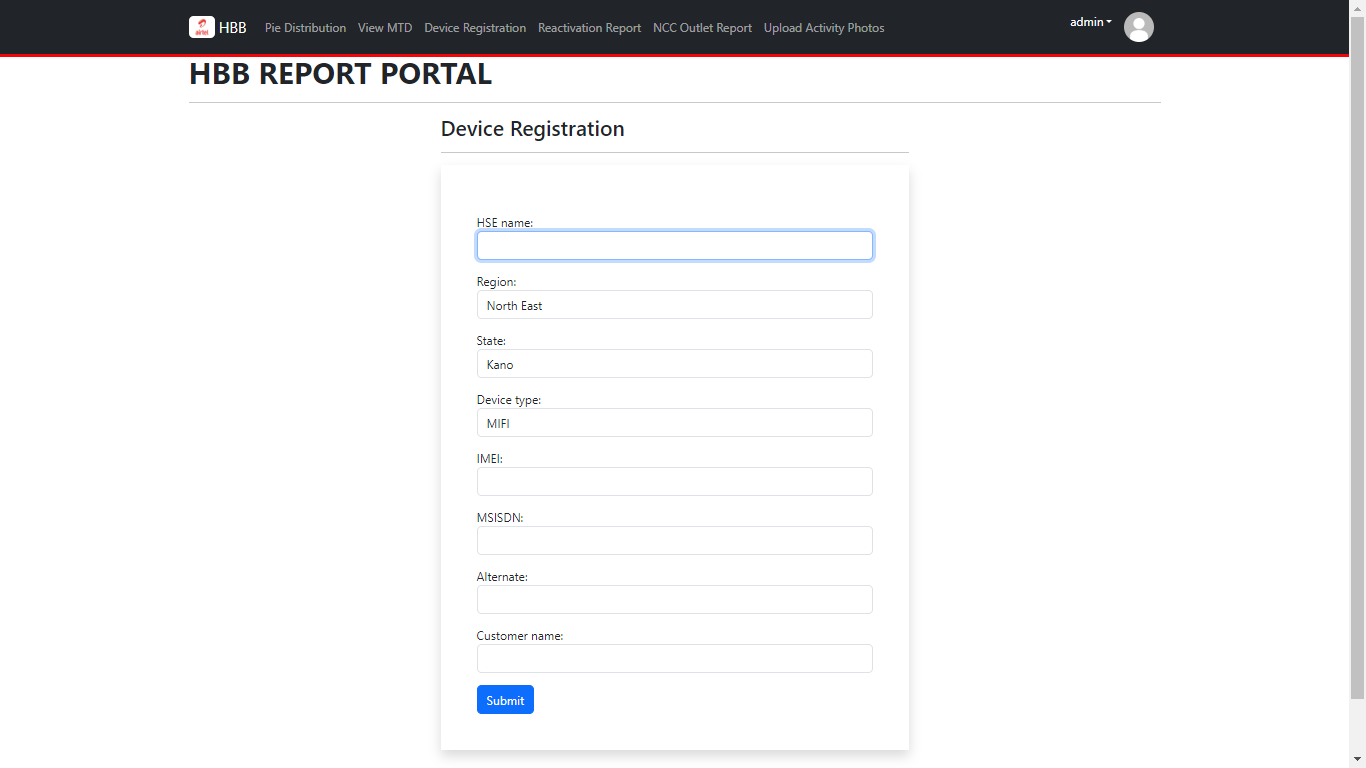 airtel
HBB Pie Distribution View MTD Device Registration Reactivation Report NCC Outlet Report Upload Activity Photos admin
HBB REPORT PORTAL
Device Registration
HSE name:
Region:
North East
State:
Kano
Device type:
MIFI
IMEI:
MSISDN:
Alternate:
Customer name:
Submit